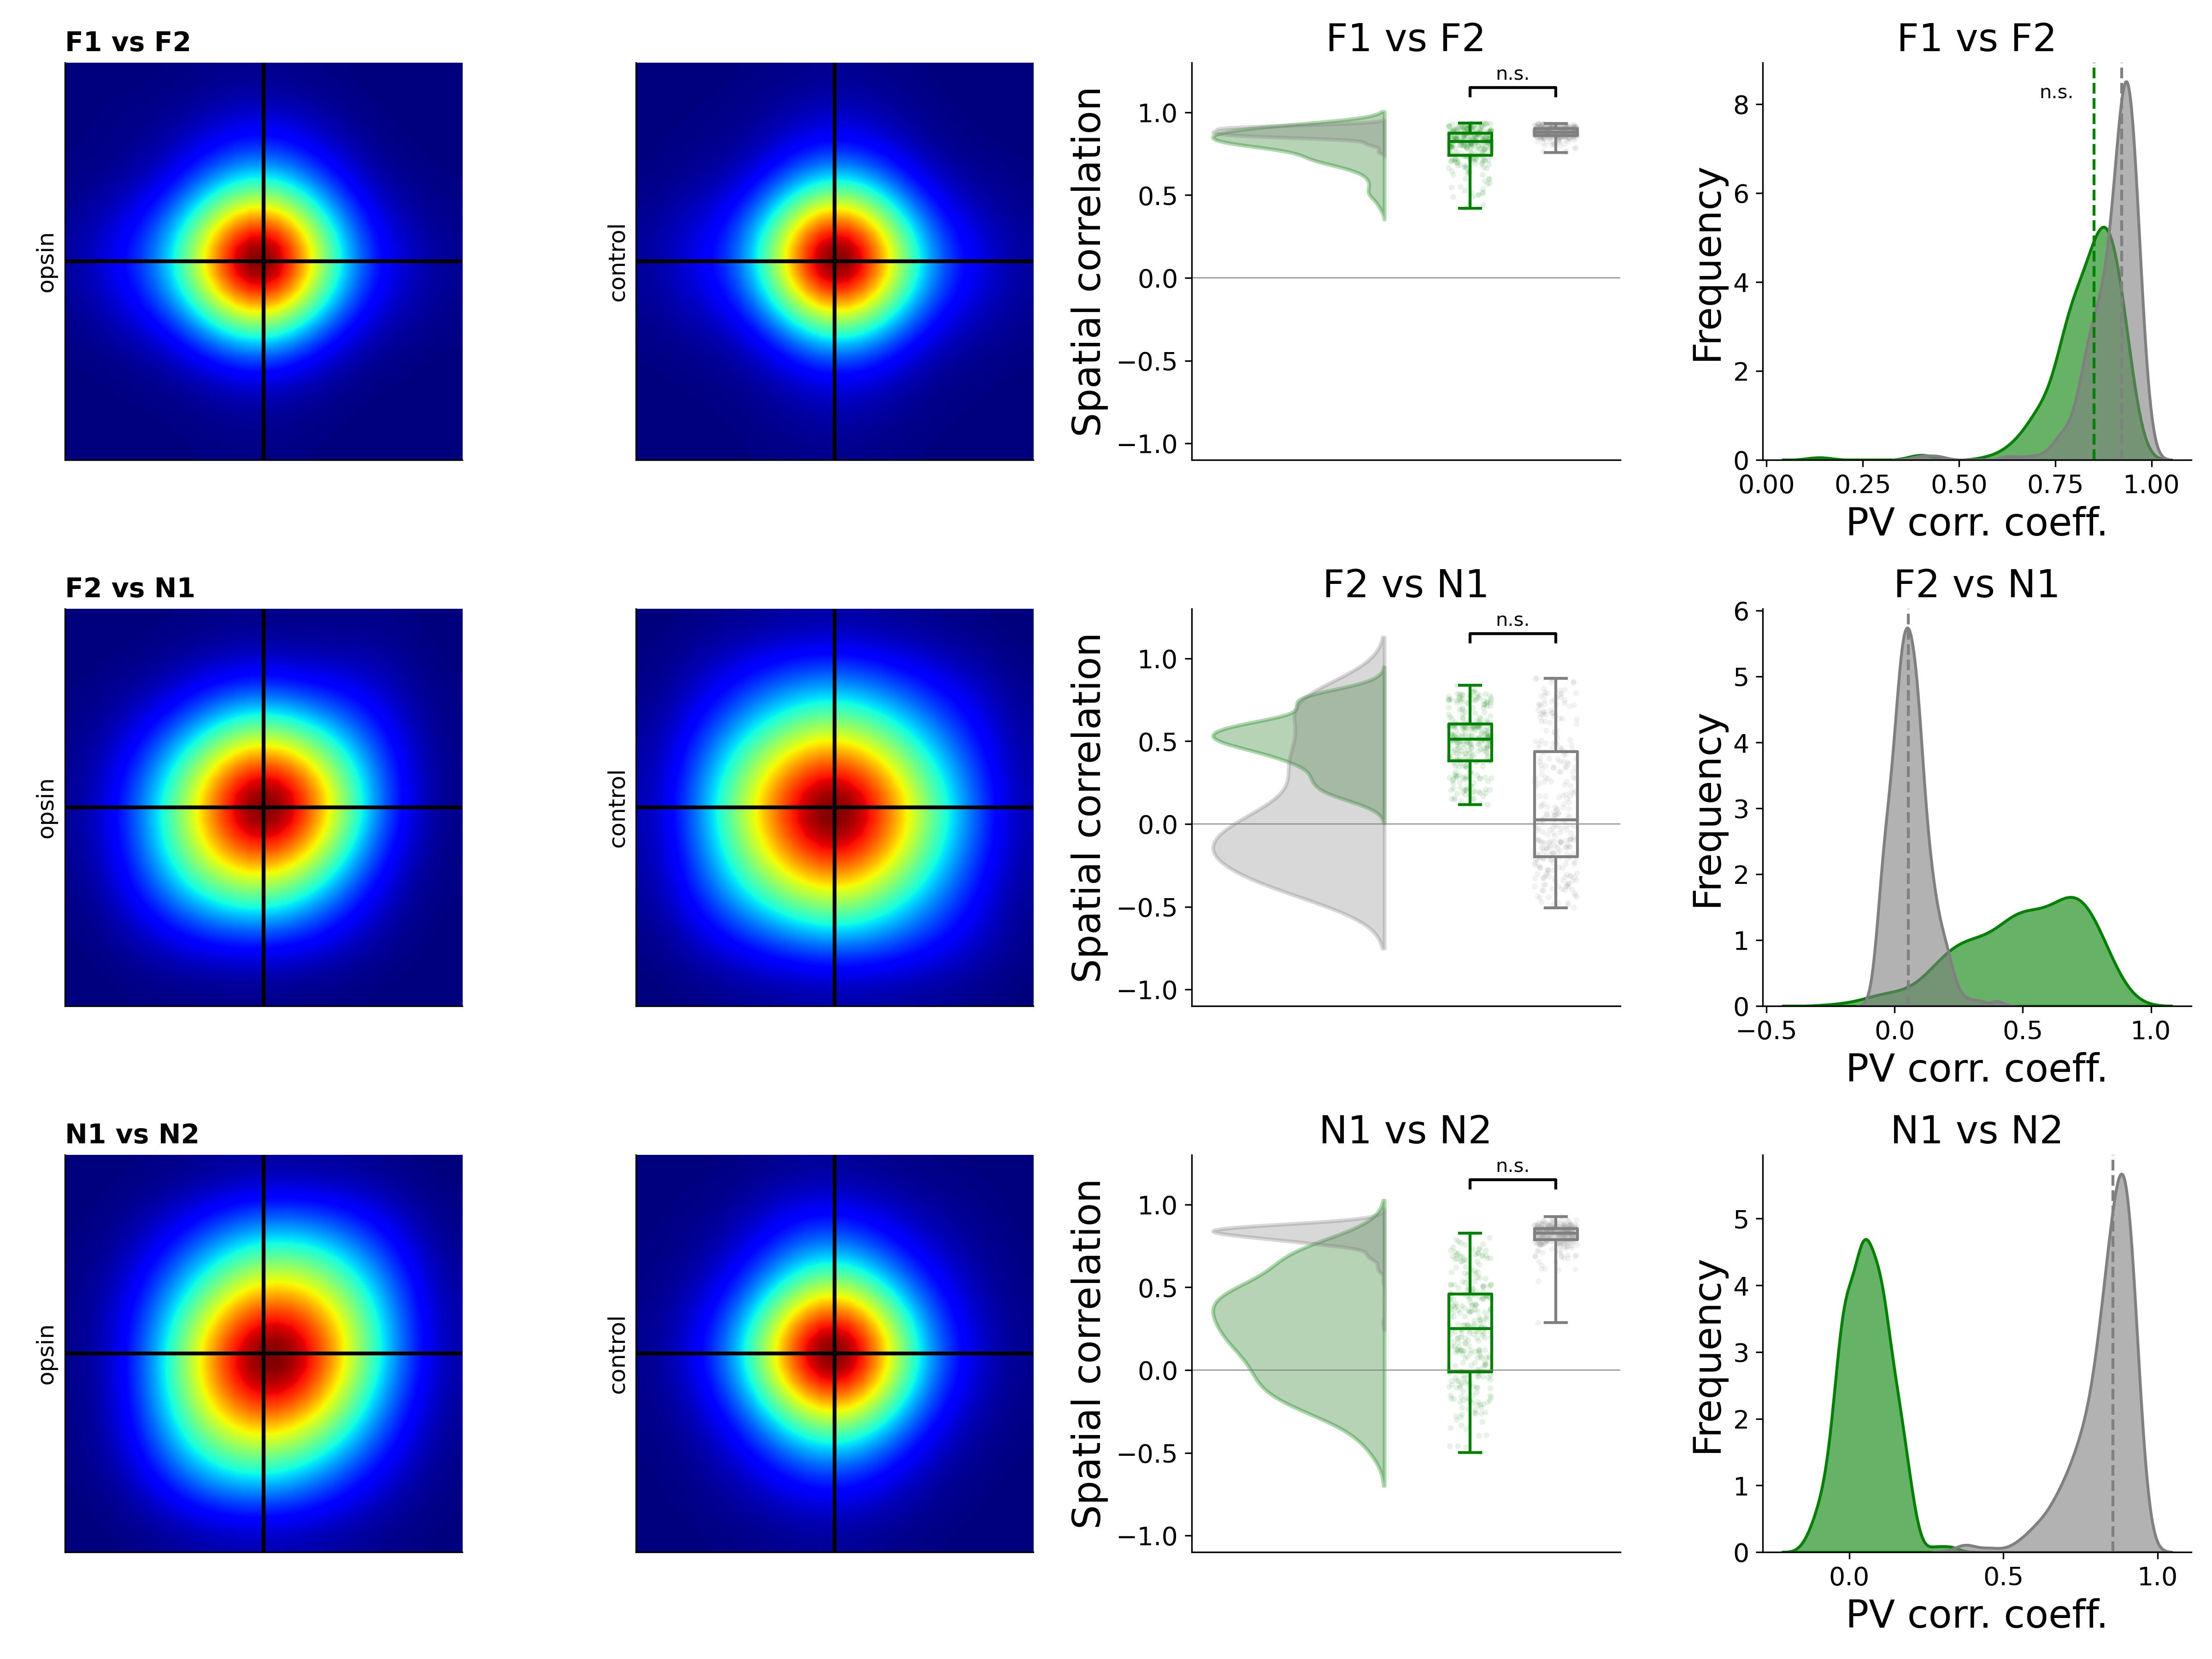 F1 vs F2
opsin
control
F1 vs F2
Spatial correlation
1.0
0.5
0.0
−0.5
−1.0
n.s.
F1 vs F2
Frequency
8
6
4
2
0
n.s.
0.00 0.25 0.50 0.75 1.00
PV corr. coeff.
F2 vs N1
opsin
control
F2 vs N1
Spatial correlation
1.0
0.5
0.0
−0.5
−1.0
n.s.
F2 vs N1
Frequency
6
5
4
3
2
1
0
−0.5 0.0 0.5 1.0
PV corr. coeff.
N1 vs N2
opsin
control
N1 vs N2
Spatial correlation
1.0
0.5
0.0
−0.5
−1.0
n.s.
N1 vs N2
Frequency
5
4
3
2
1
0
0.0 0.5 1.0
PV corr. coeff.